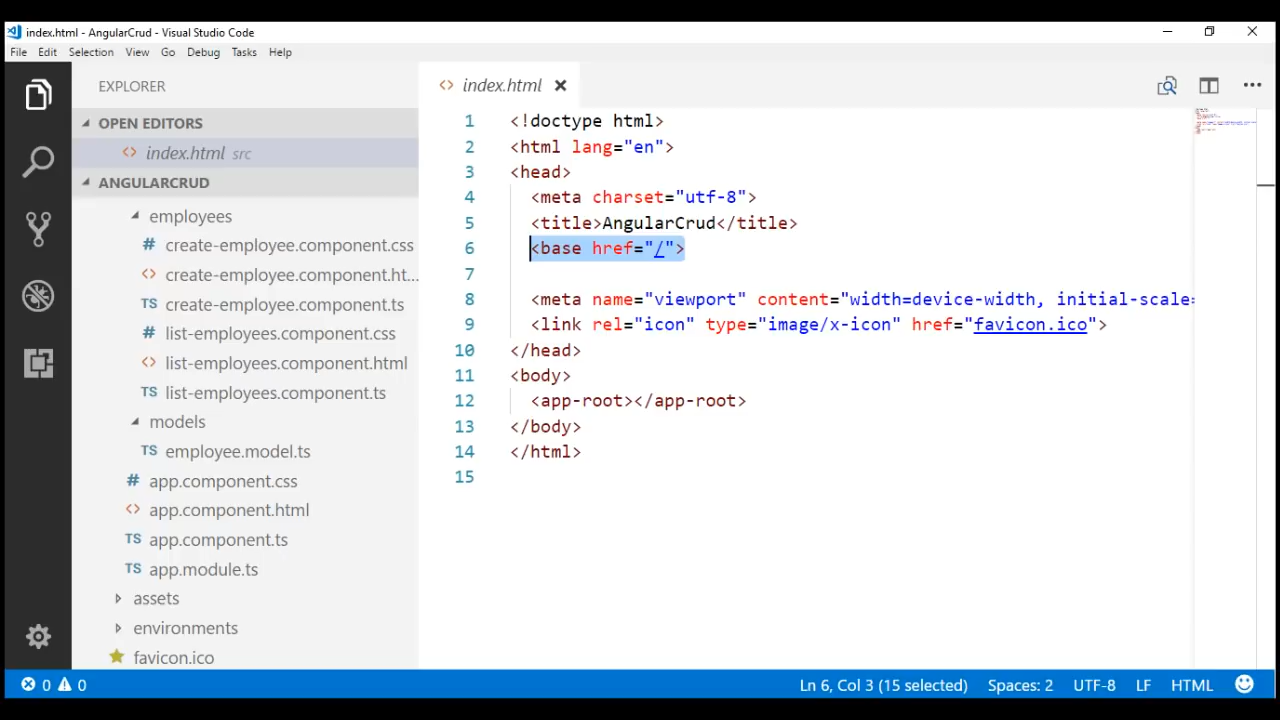 index.html - AngularCrud - Visual Studio Code
File Edit Selection View Go Debug Tasks Help
EXPLORER
OPEN EDITORS
index.html src
ANGULARCRUD
employees
# create-employee.component.css
<> create-employee.component.ht...
TS create-employee.component.ts
# list-employees.component.css
<> list-employees.component.html
TS list-employees.component.ts
models
TS employee.model.ts
# app.component.css
<> app.component.html
TS app.component.ts
TS app.module.ts
assets
environments
favicon.ico
<> index.html
1 <!doctype html>
2 <html lang="en">
3 <head>
4 <meta charset="utf-8">
5 <title>AngularCrud</title>
6 <base href="/">
7
8 <meta name="viewport" content="width=device-width, initial-scale=
9 <link rel="icon" type="image/x-icon" href="favicon.ico">
10 </head>
11 <body>
12 <app-root></app-root>
13 </body>
14 </html>
15
0 0 Ln 6, Col 3 (15 selected) Spaces: 2 UTF-8 LF HTML